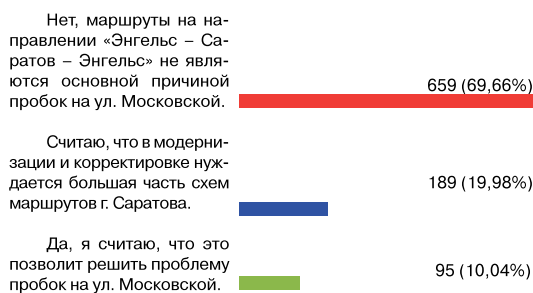 Нет, маршруты на на-
правлении «Энгельс – Са-
ратов – Энгельс» не явля-
ются основной причиной
пробок на ул. Московской.
659 (69,66%)
Считаю, что в модерни-
зации и корректировке нуж-
дается большая часть схем
маршрутов г. Саратова.
189 (19,98%)
Да, я считаю, что это
позволит решить проблему
пробок на ул. Московской.
95 (10,04%)